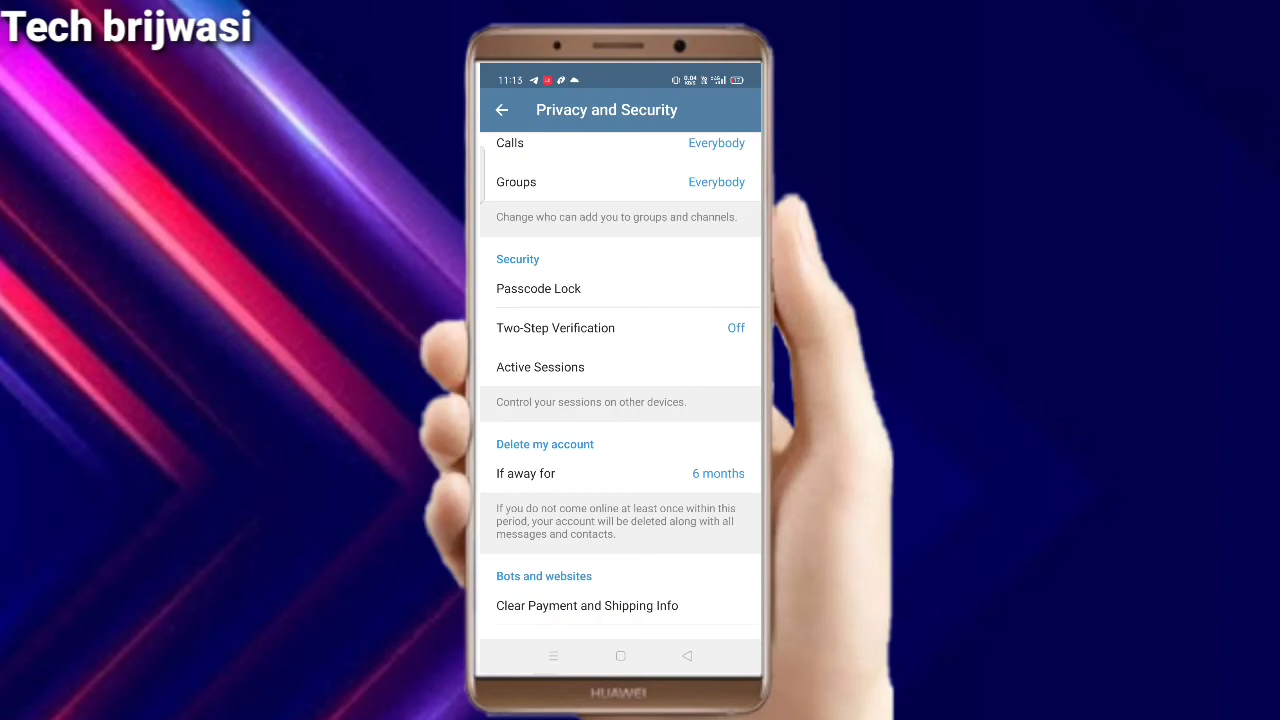 Tech brijwasi
11:13
Privacy and Security
Calls Everybody
Groups Everybody
Change who can add you to groups and channels.
Security
Passcode Lock
Two-Step Verification Off
Active Sessions
Control your sessions on other devices.
Delete my account
If away for 6 months
If you do not come online at least once within this
period, your account will be deleted along with all
messages and contacts.
Bots and websites
Clear Payment and Shipping Info
HUAWEI